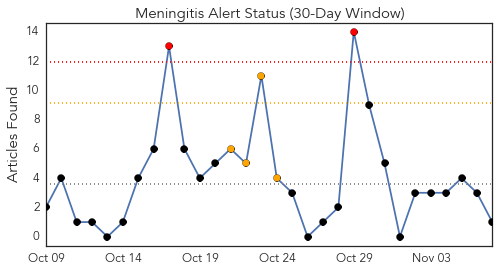 Meningitis Alert Status (30-Day Window)
Articles Found
14
12
10
8
6
4
2
0
Oct 09
Oct 14
Oct 19
Oct 24
Oct 29
Nov 03